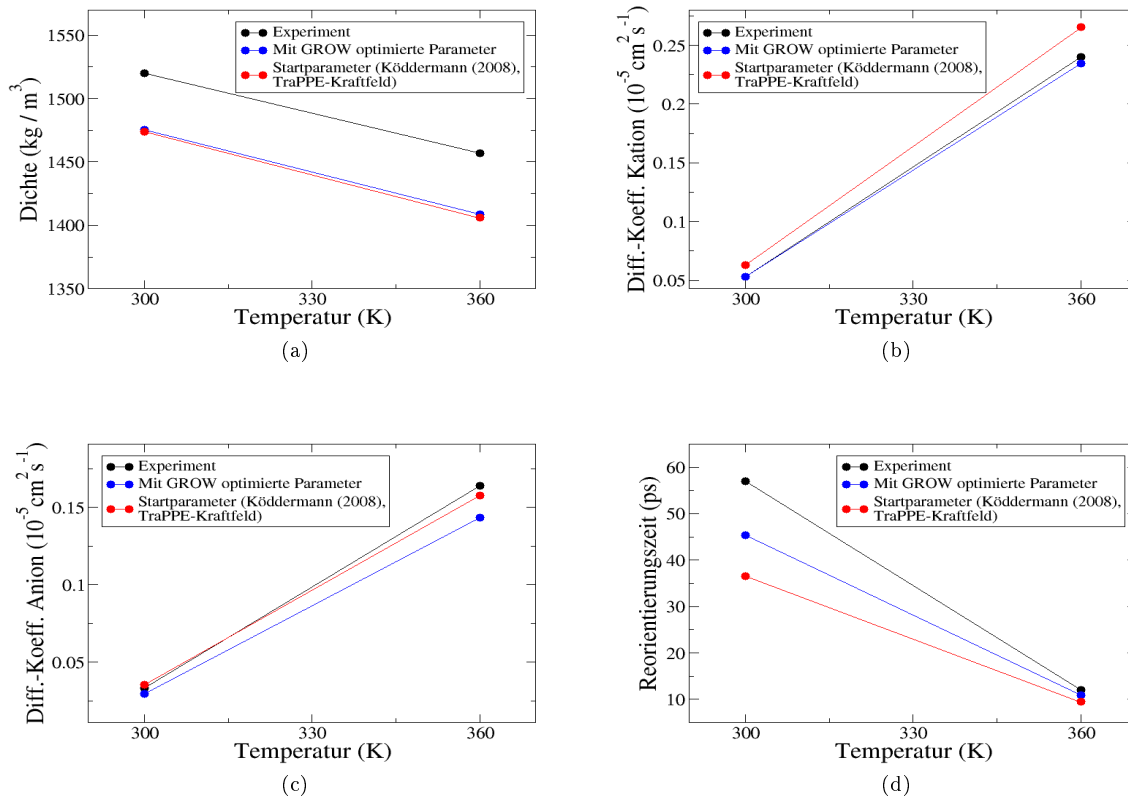 Experiment
Mit GROW optimierte Parameter
Startparameter (Köddermann (2008),
TraPPE-Kraftfeld)
1550
1500
1450
1400
1350
Dichte (kg / m³)
300
330
360
Temperatur (K)
(a)
Experiment
Mit GROW optimierte Parameter
Startparameter (Köddermann (2008),
TraPPE-Kraftfeld)
0.25
0.2
0.15
0.1
0.05
Diff.-Koeff. Kation (10⁻⁵ cm² s⁻¹)
300
330
360
Temperatur (K)
(b)
Experiment
Mit GROW optimierte Parameter
Startparameter (Köddermann (2008),
TraPPE-Kraftfeld)
0.15
0.1
0.05
Diff.-Koeff. Anion (10⁻⁵ cm² s⁻¹)
300
330
360
Temperatur (K)
(c)
Experiment
Mit GROW optimierte Parameter
Startparameter (Köddermann (2008),
TraPPE-Kraftfeld)
60
50
40
30
20
10
Reorientierungszeit (ps)
300
330
360
Temperatur (K)
(d)